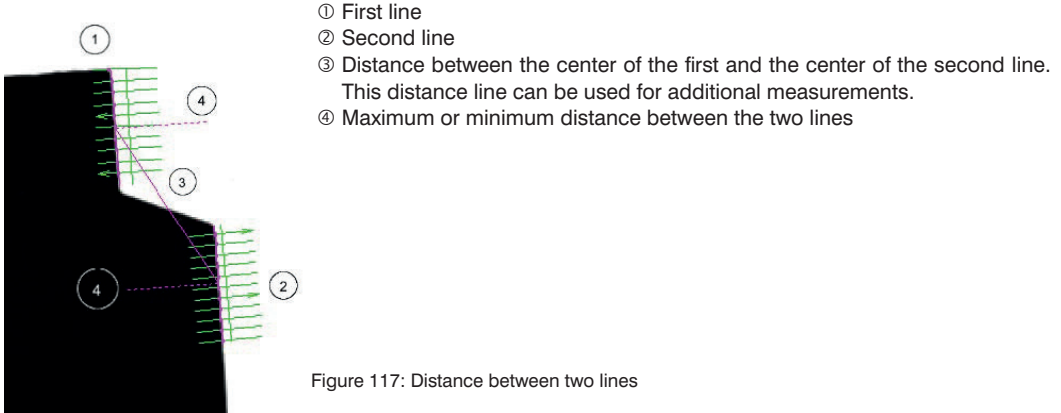 ① First line
② Second line
③ Distance between the center of the first and the center of the second line.
This distance line can be used for additional measurements.
④ Maximum or minimum distance between the two lines
1
4
3
4
2
Figure 117: Distance between two lines